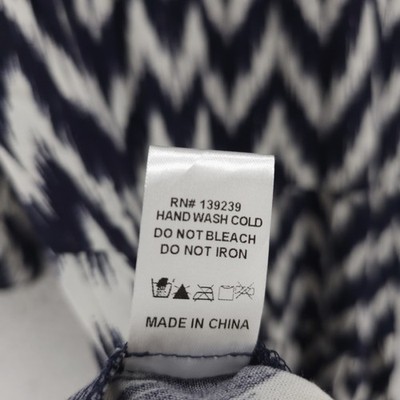 RN# 139239
HAND WASH COLD
DO NOT BLEACH
DO NOT IRON
MADE IN CHINA